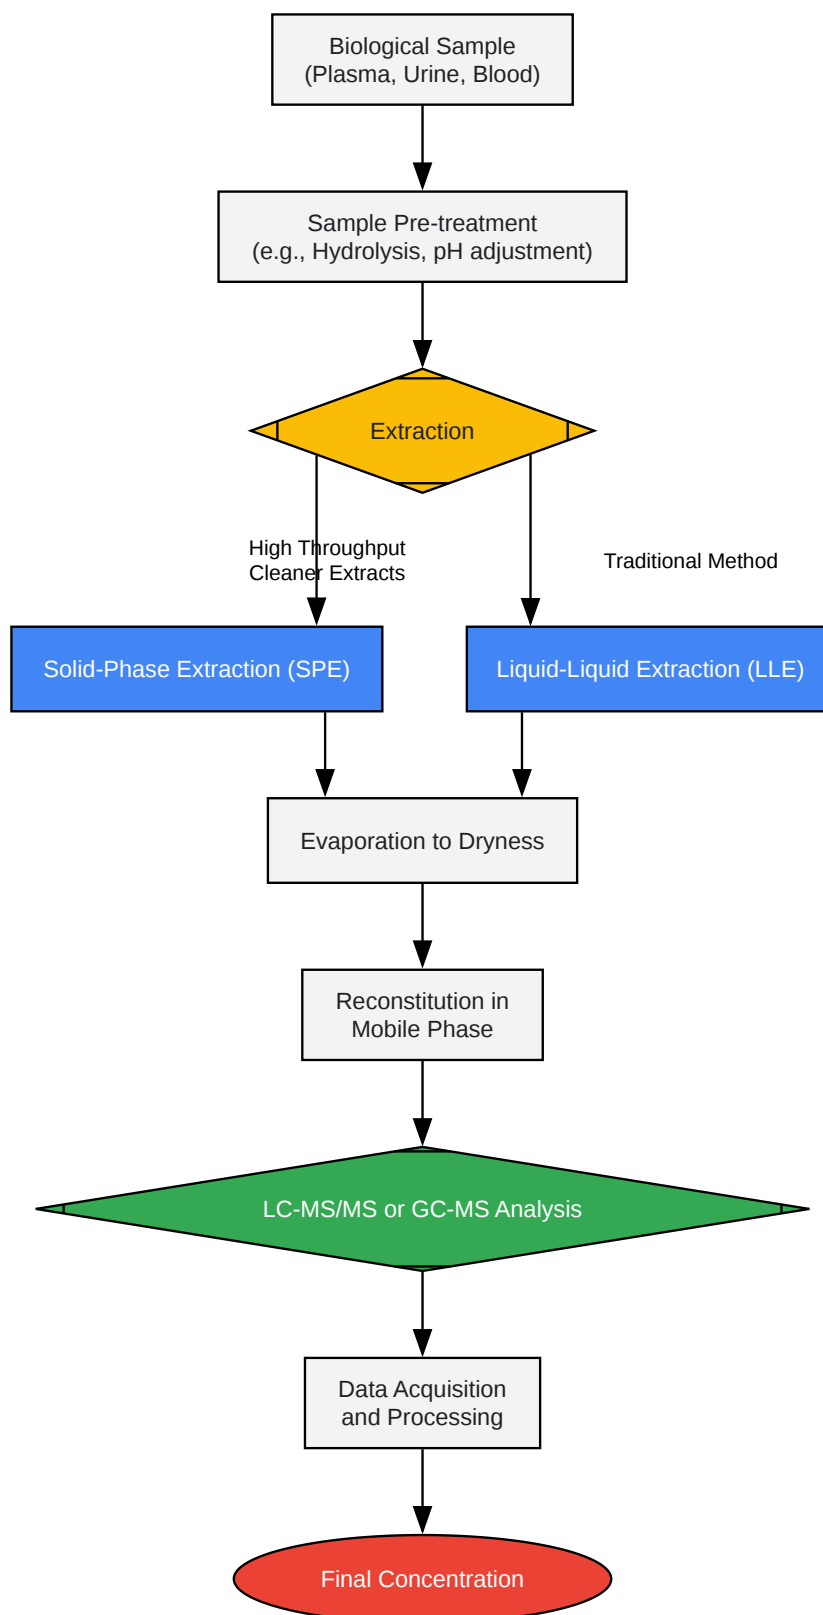 Biological Sample
(Plasma, Urine, Blood)
Sample Pre-treatment
(e.g., Hydrolysis, pH adjustment)
Extraction
High Throughput
Cleaner Extracts
Traditional Method
Solid-Phase Extraction (SPE)
Liquid-Liquid Extraction (LLE)
Evaporation to Dryness
Reconstitution in
Mobile Phase
LC-MS/MS or GC-MS Analysis
Data Acquisition
and Processing
Final Concentration